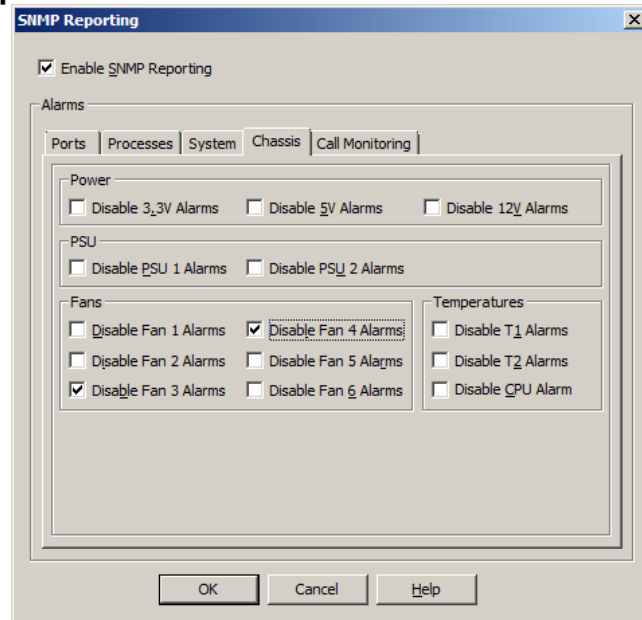 SNMP Reporting
Enable SNMP Reporting
Alarms
Ports Processes System Chassis Call Monitoring
Power
Disable 3.3V Alarms Disable 5V Alarms Disable 12V Alarms
PSU
Disable PSU 1 Alarms Disable PSU 2 Alarms
Fans Temperatures
Disable Fan 1 Alarms Disable Fan 4 Alarms Disable T1 Alarms
Disable Fan 2 Alarms Disable Fan 5 Alarms Disable T2 Alarms
Disable Fan 3 Alarms Disable Fan 6 Alarms Disable CPU Alarm
OK Cancel Help